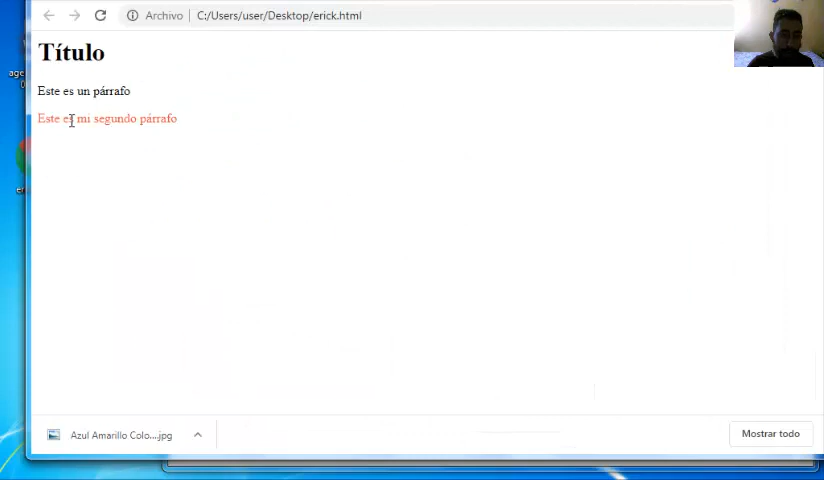 Archivo C:/Users/user/Desktop/erick.html
Título
Este es un párrafo
Este es mi segundo párrafo
Azul Amarillo Colo....jpg
Mostrar todo